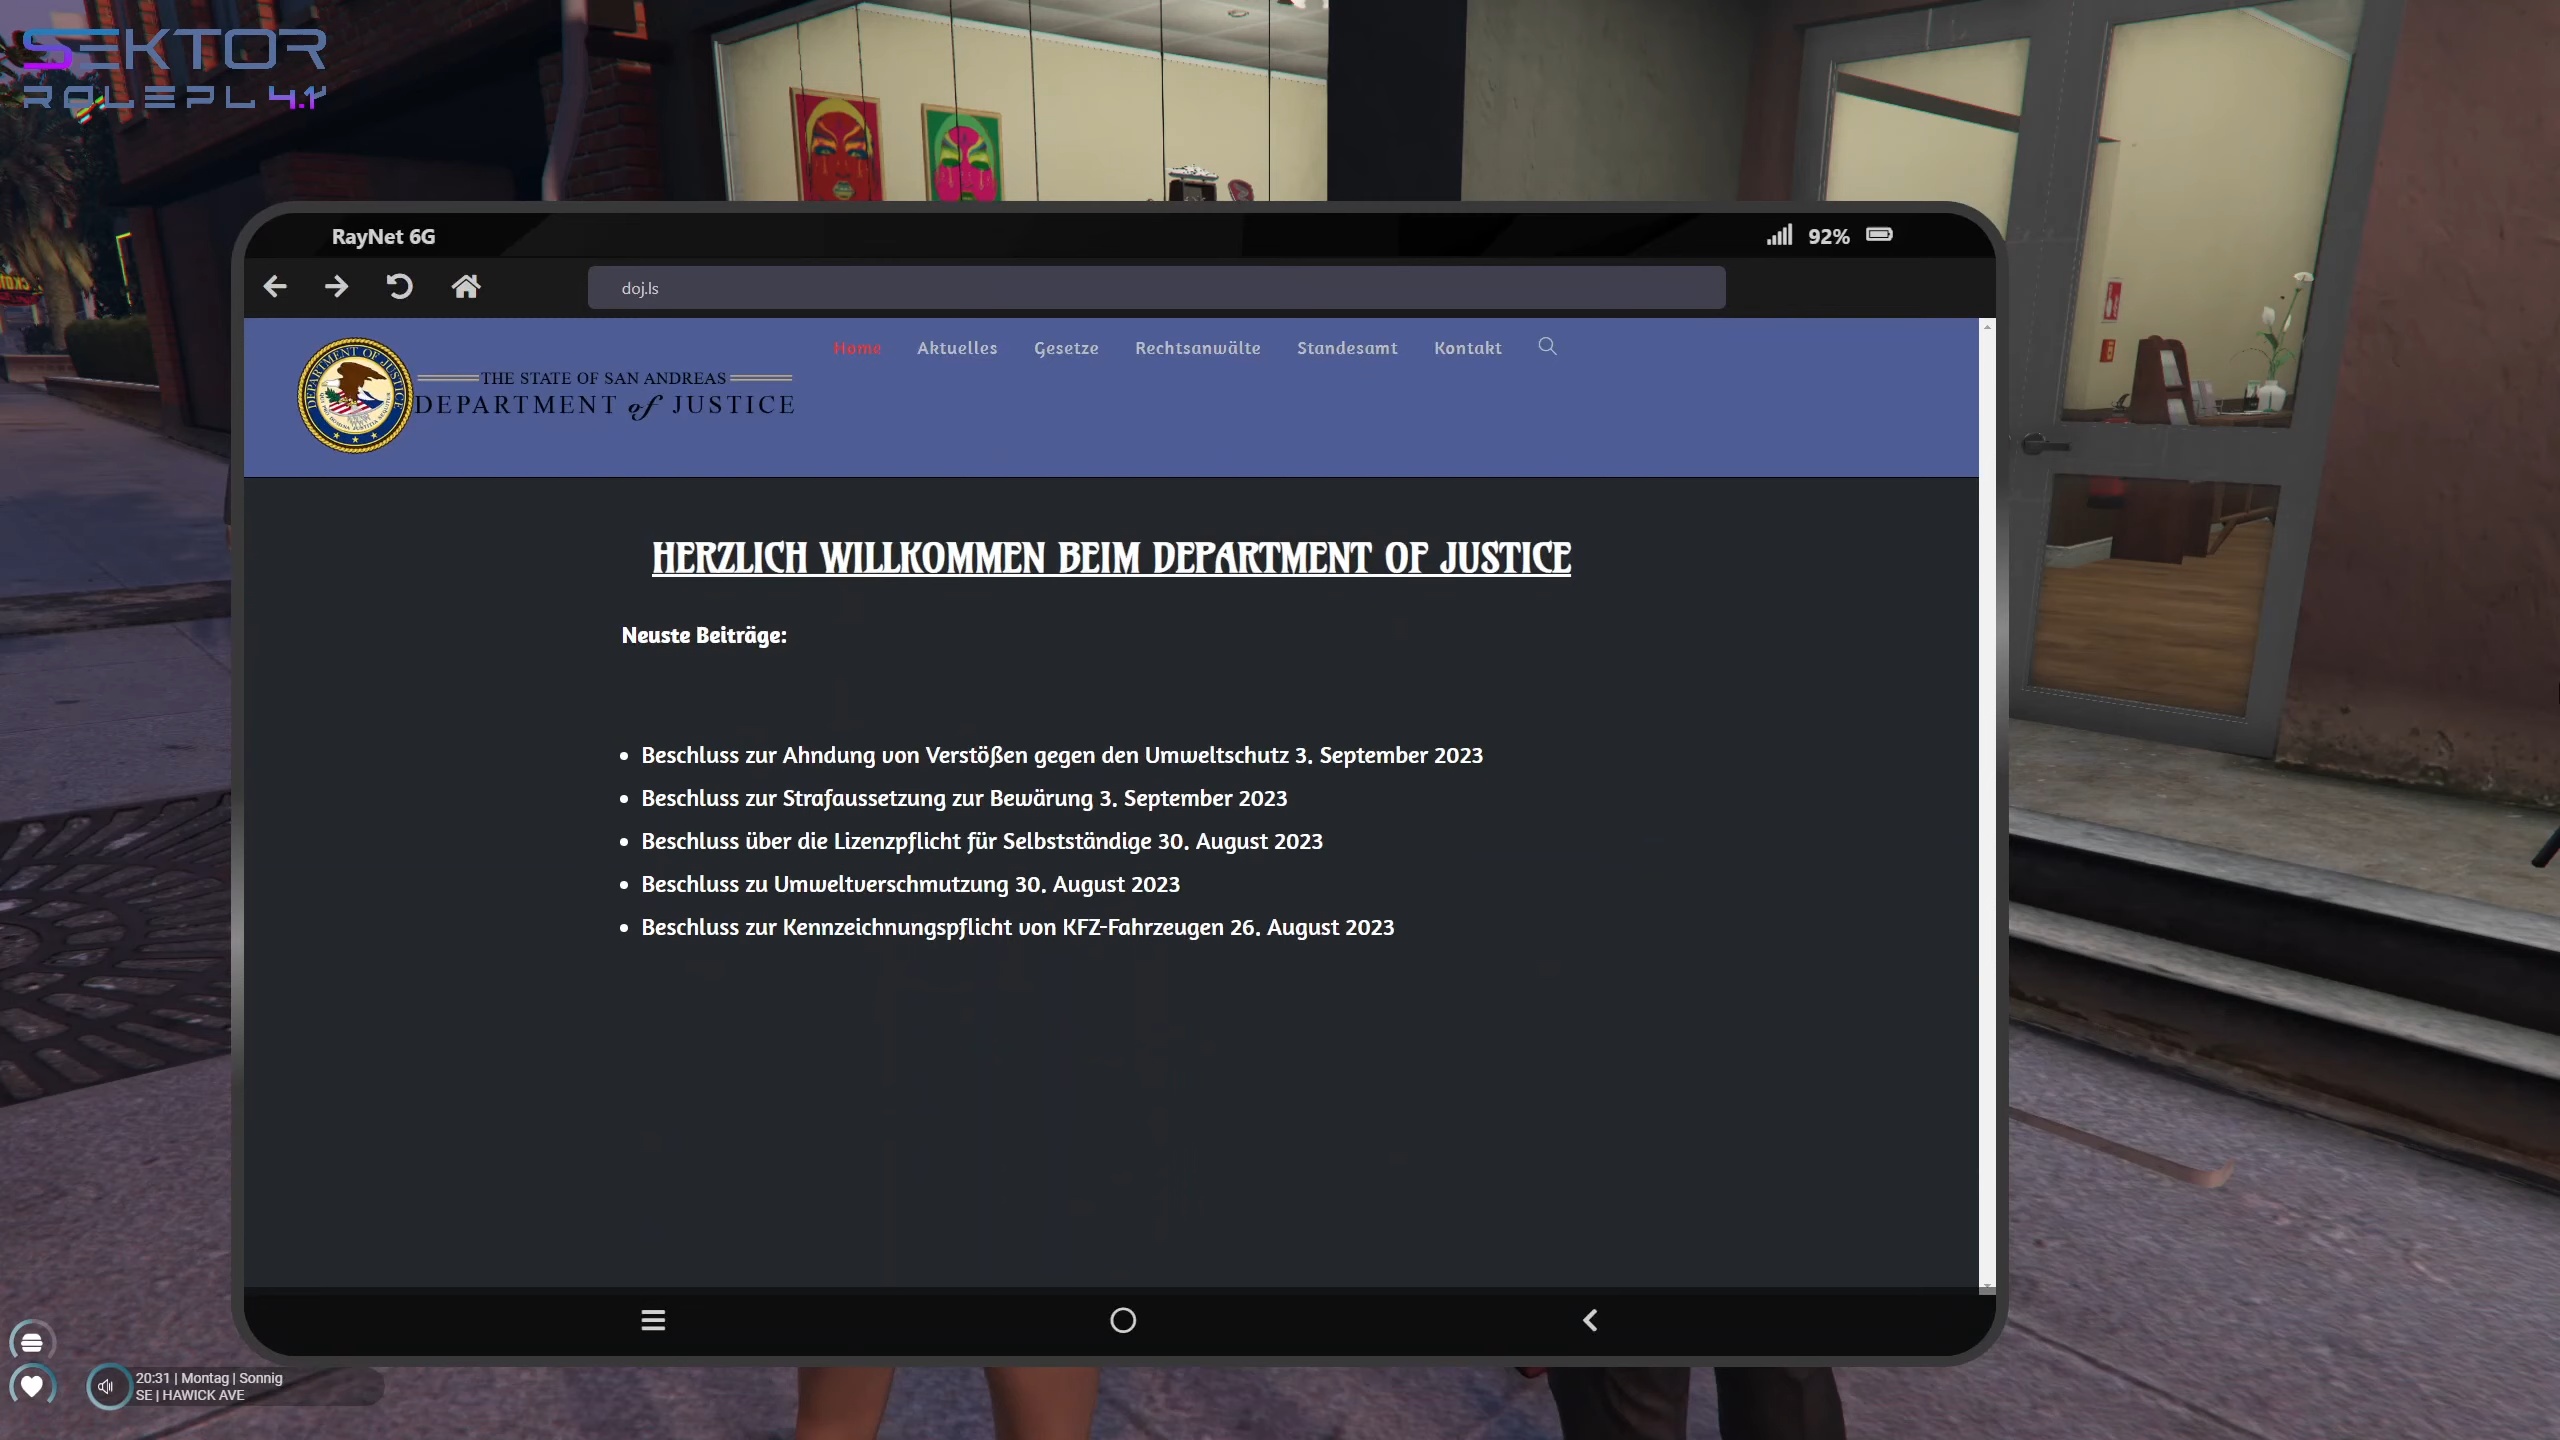 SEKTOR
ROLEPL4.Y
RayNet 6G
92%
doj.ls
Home Aktuelles Gesetze Rechtsanwälte Standesamt Kontakt
DEPARTMENT OF JUSTICE
THE STATE OF SAN ANDREAS
DEPARTMENT of JUSTICE
HERZLICH WILLKOMMEN BEIM DEPARTMENT OF JUSTICE
Neuste Beiträge:
• Beschluss zur Ahndung von Verstößen gegen den Umweltschutz 3. September 2023
• Beschluss zur Strafaussetzung zur Bewärung 3. September 2023
• Beschluss über die Lizenzpflicht für Selbstständige 30. August 2023
• Beschluss zu Umweltverschmutzung 30. August 2023
• Beschluss zur Kennzeichnungspflicht von KFZ-Fahrzeugen 26. August 2023
20:31 | Montag | Sonnig
SE | HAWICK AVE